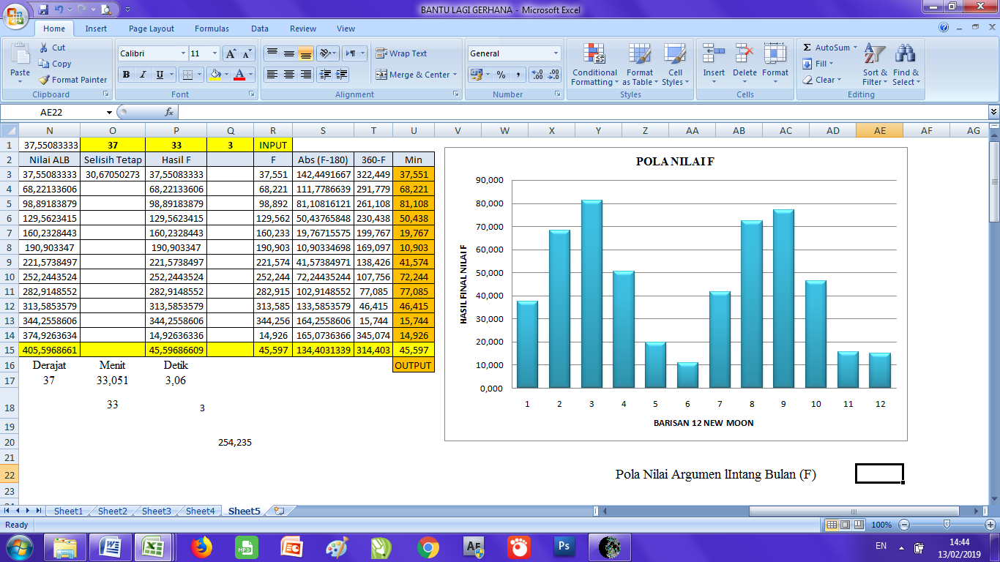 BANTU LAGI GERHANA - Microsoft Excel
Home Insert Page Layout Formulas Data Review View
Paste Cut Copy Format Painter Clipboard
Calibri 11 B I U Font
Wrap Text Merge & Center Alignment
General % , Number
Conditional Formatting Format as Table Cell Styles Styles
Insert Delete Format Cells
AutoSum Fill Clear Sort & Filter Find & Select Editing
AE22 fx
N O P Q R S T U V W X Y Z AA AB AC AD AE AF AG
1 37,55083333 37 33 3 INPUT
2 Nilai ALB Selisih Tetap Hasil F F Abs (F-180) 360-F Min
3 37,55083333 30,67050273 37,55083333 37,551 142,4491667 322,449 37,551
4 68,22133606 68,22133606 68,221 111,7786639 291,779 68,221
5 98,89183879 98,89183879 98,892 81,10816121 261,108 81,108
6 129,5623415 129,5623415 129,562 50,43765848 230,438 50,438
7 160,2328443 160,2328443 160,233 19,76715575 199,767 19,767
8 190,903347 190,903347 190,903 10,90334698 169,097 10,903
9 221,5738497 221,5738497 221,574 41,57384971 138,426 41,574
10 252,2443524 252,2443524 252,244 72,24435244 107,756 72,244
11 282,9148552 282,9148552 282,915 102,9148552 77,085 77,085
12 313,5853579 313,5853579 313,585 133,5853579 46,415 46,415
13 344,2558606 344,2558606 344,256 164,2558606 15,744 15,744
14 374,9263634 14,92636336 14,926 165,0736366 345,074 14,926
15 405,5968661 45,59686609 45,597 134,4031339 314,403 45,597
16 Derajat Menit Detik OUTPUT
17 37 33,051 3,06
18 33 3
19
20 254,235
21
22 Pola Nilai Argumen lIntang Bulan (F)
23
POLA NILAI F
HASIL FINAL NILAI F
90,000
80,000
70,000
60,000
50,000
40,000
30,000
20,000
10,000
0,000
1 2 3 4 5 6 7 8 9 10 11 12
BARISAN 12 NEW MOON
Sheet1 Sheet2 Sheet3 Sheet4 Sheet5
Ready 100%
MP3 AE Ps EN 14:44
13/02/2019